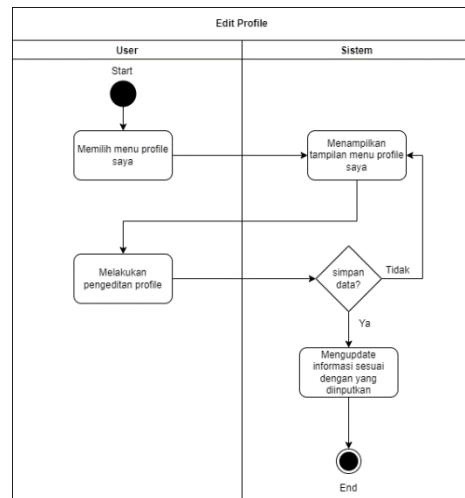 Edit Profile
User
Sistem
Start
Memilih menu profile
saya
Menampilkan
tampilan menu profile
saya
Melakukan
pengeditan profile
simpan
data?
Tidak
Ya
Mengupdate
informasi sesuai
dengan yang
diinputkan
End